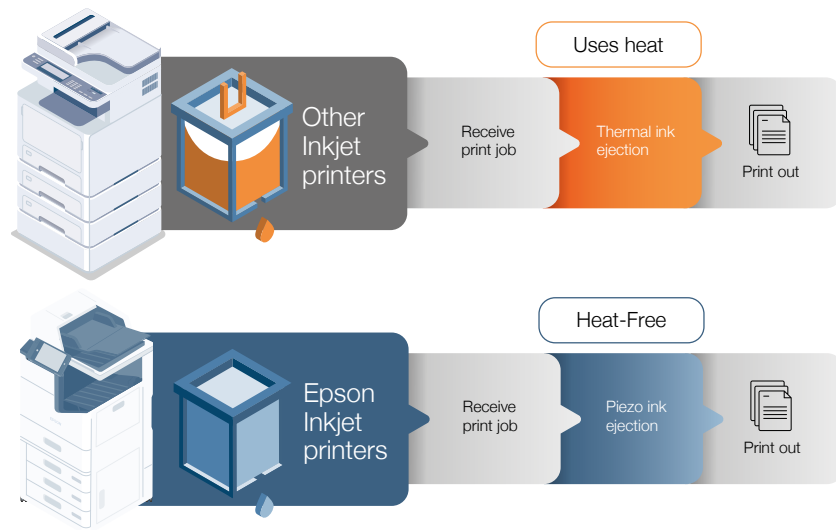 Uses heat
Other
Inkjet
printers
Receive
print job
Thermal ink
ejection
Print out
Heat-Free
Epson
Inkjet
printers
Receive
print job
Piezo ink
ejection
Print out